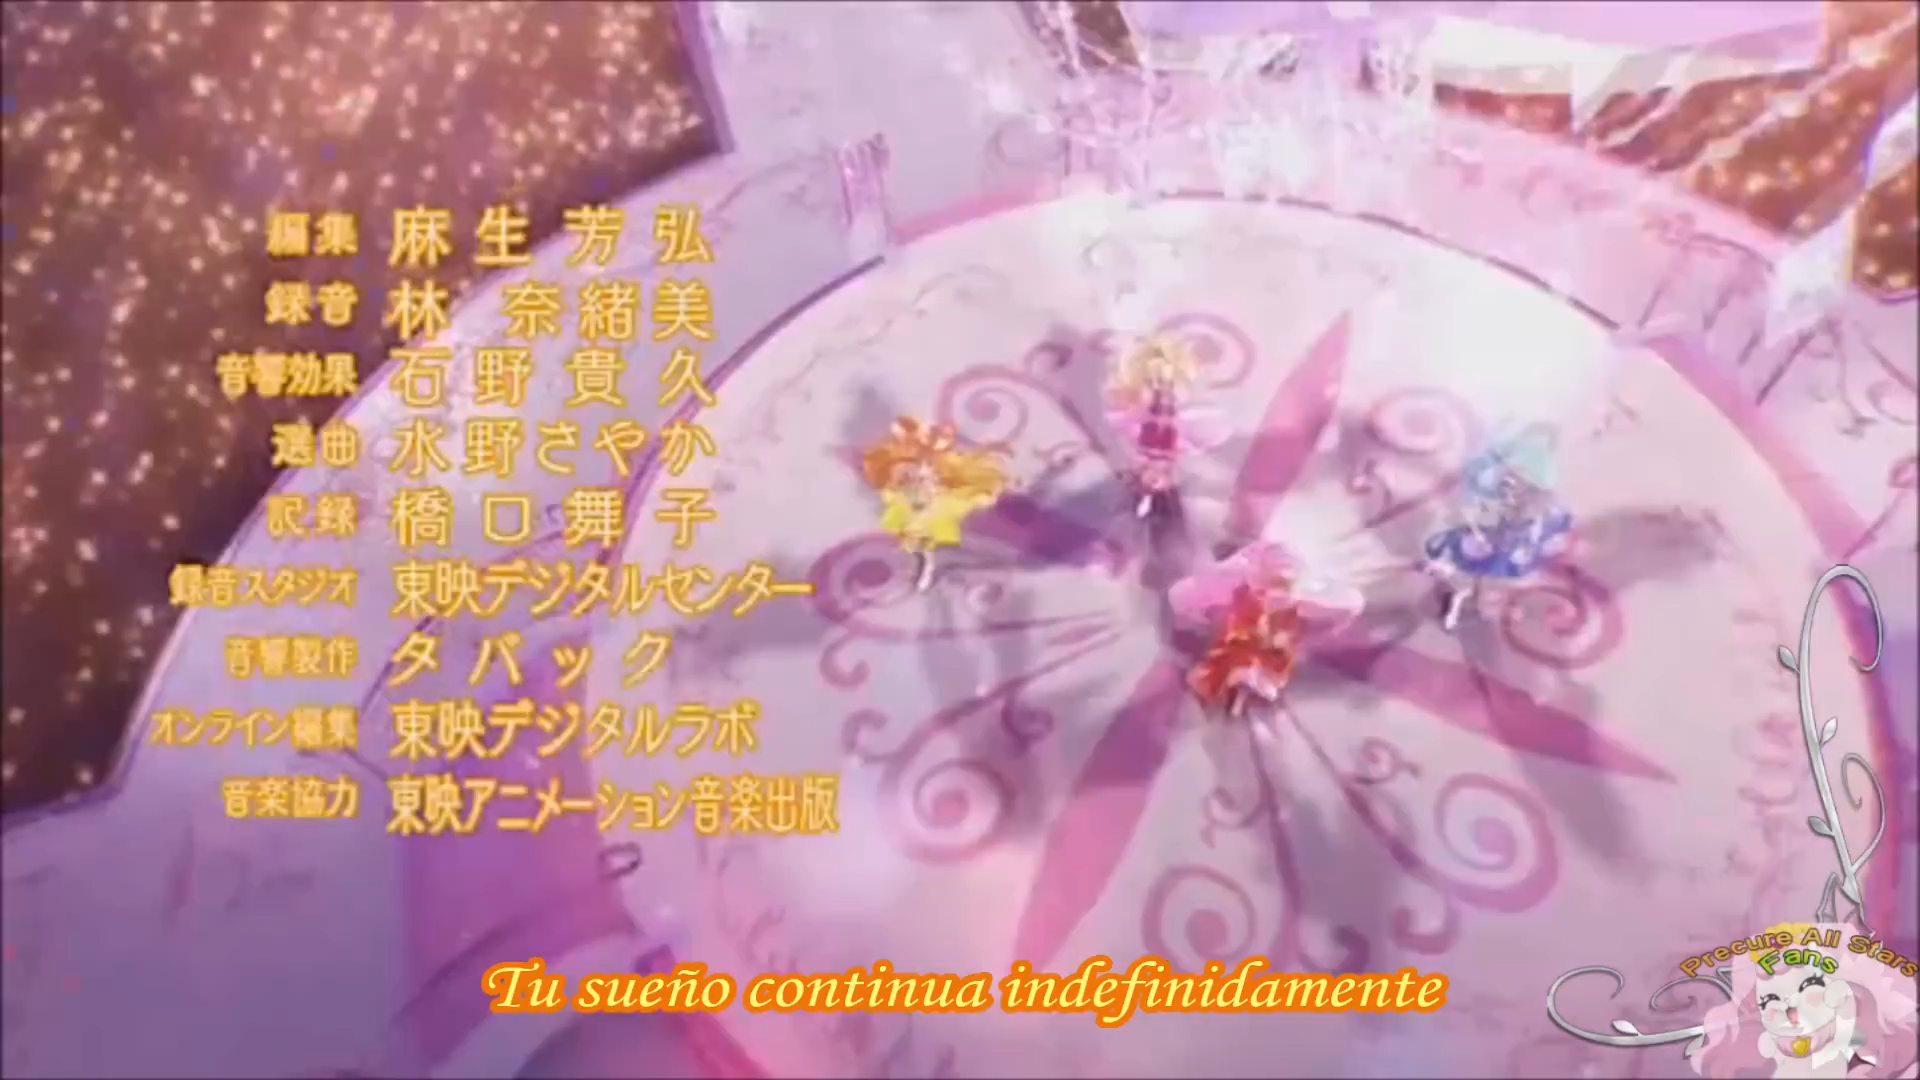 編集 麻生芳弘
録音 林 奈緒美
音響効果 石野貴久
選曲 水野さやか
記録 橋口舞子
録音スタジオ 東映デジタルセンター
音響製作 タバック
オンライン編集 東映デジタルラボ
音楽協力 東映アニメーション音楽出版
Tu sueño continua indefinidamente
Precure All Stars
Fans